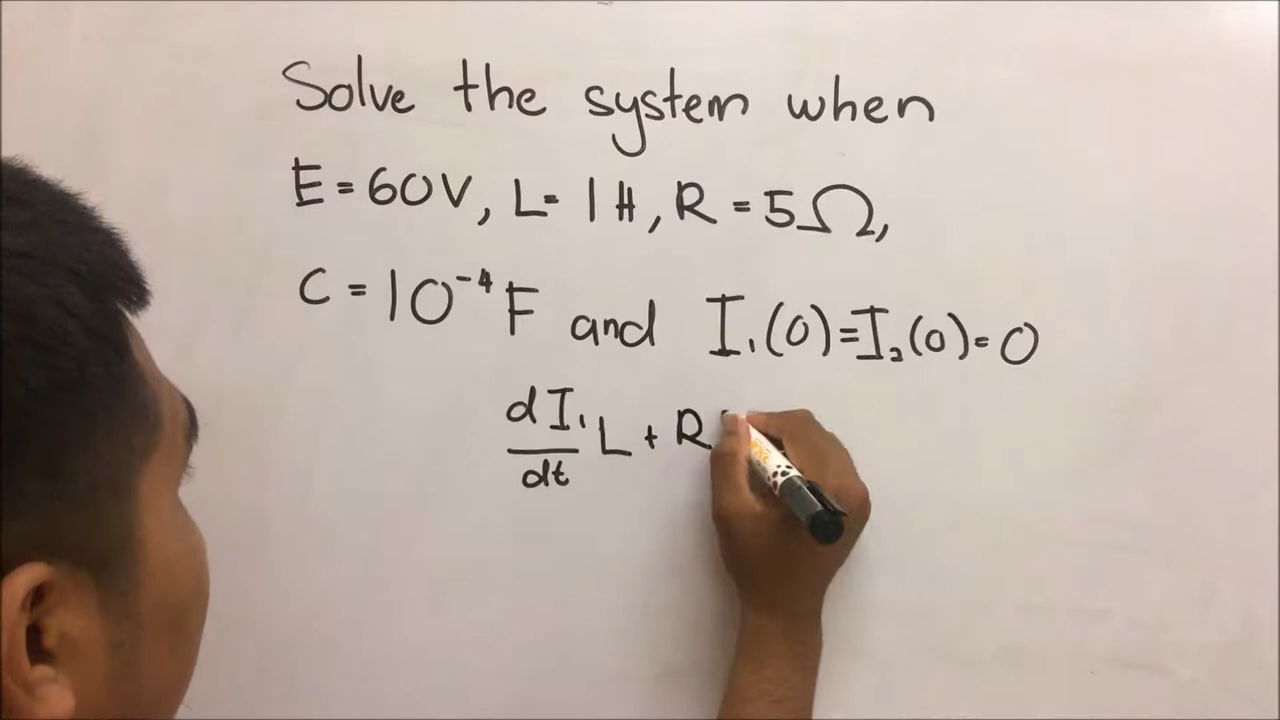 Solve the system when
E = 60V, L = 1H, R = 5Ω,
C = 10⁻⁴ F and I₁(0) = I₂(0) = 0
dI₁/dt L + R